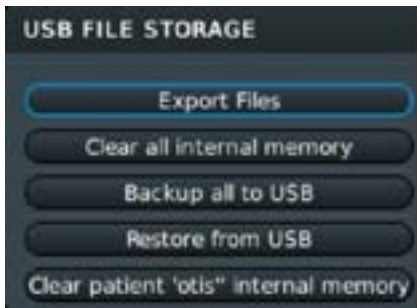 USB FILE STORAGE
Export Files
Clear all internal memory
Backup all to USB
Restore from USB
Clear patient 'otis" internal memory